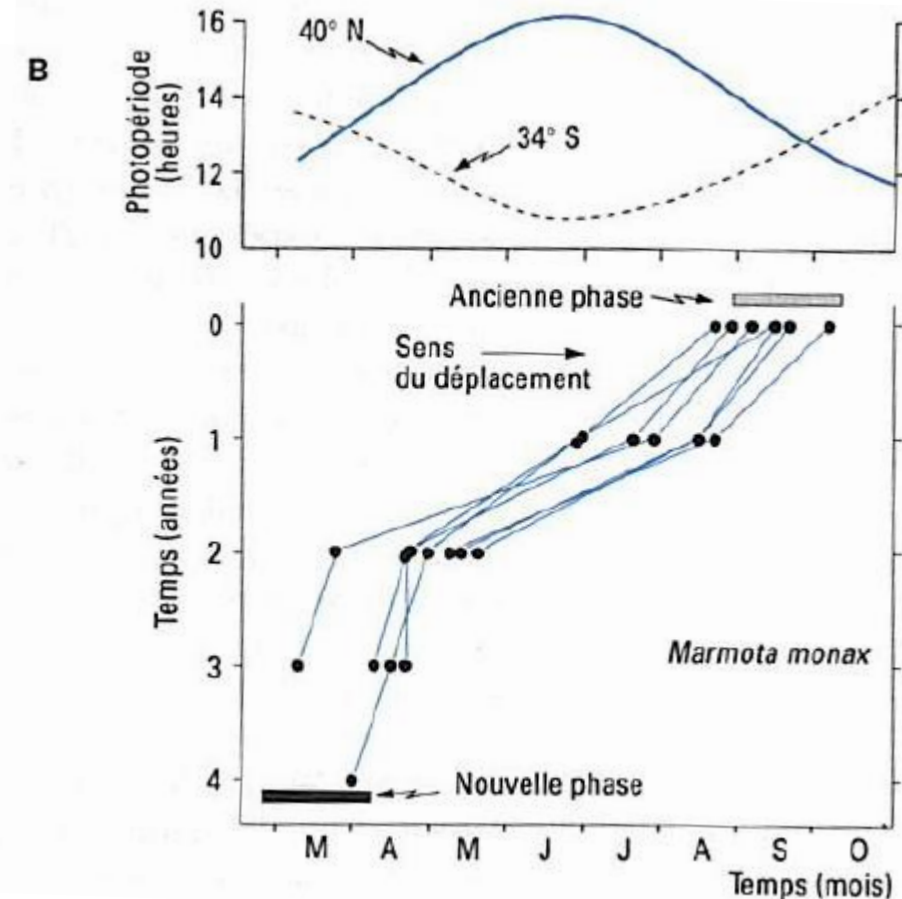 B
Photopériode
(heures)
16
14
12
10
40° N
34° S
Ancienne phase
Sens
du déplacement
Temps (années)
0
1
2
3
4
Marmota monax
Nouvelle phase
M A M J J A S O
Temps (mois)